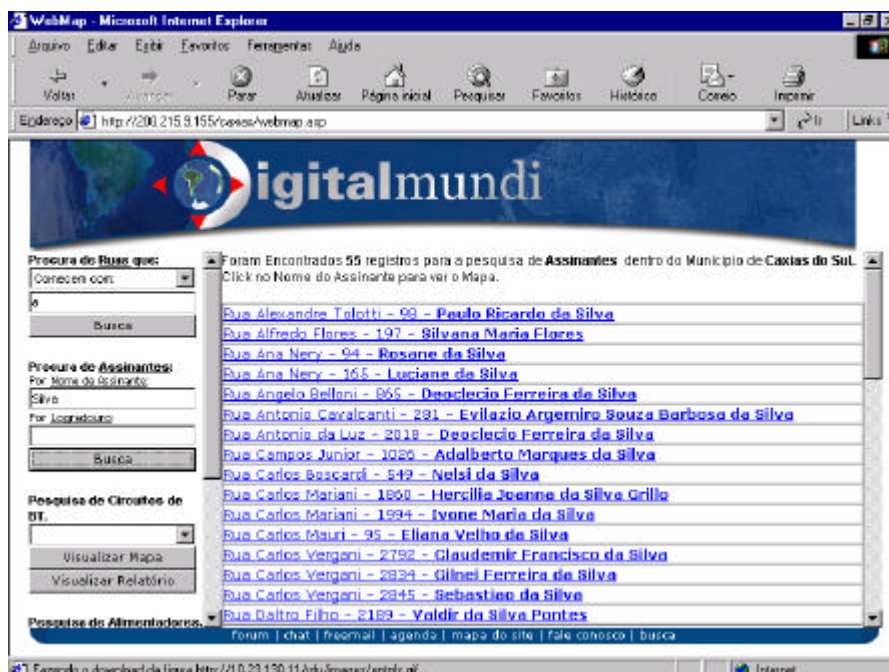 WebMap - Microsoft Internet Explorer
Arquivo Editar Exibir Favoritos Ferramentas Ajuda
Voltar Avançar Parar Atualizar Página inicial Pesquisar Favoritos Histórico Correio Imprimir
Endereço http://200.215.9.155/caxias/webmap.asp Ir Links
igitalmundi
Procura de Ruas que:
Comecem com:
a
Busca
Procura de Assinantes:
Por Nome de Assinante:
Silva
Por Logradouro:
Busca
Pesquisa de Circuitos de BT.
Visualizar Mapa
Visualizar Relatório
Pesquisa de Alimentadores.
Foram Encontrados 55 registros para a pesquisa de Assinantes dentro do Municipio de Caxias do Sul.
Click no Nome do Assinante para ver o Mapa.
Rua Alexandre Tolotti - 99 - Paulo Ricardo da Silva
Rua Alfredo Flores - 197 - Silvana Maria Flores
Rua Ana Nery - 94 - Rosane da Silva
Rua Ana Nery - 165 - Luciane da Silva
Rua Angelo Belloni - 865 - Deoclecio Ferreira da Silva
Rua Antonio Cavalcanti - 281 - Evilazio Argemiro Souza Barbosa da Silva
Rua Antonio da Luz - 2018 - Deoclecio Ferreira da Silva
Rua Campos Junior - 1026 - Adalberto Marques da Silva
Rua Carlos Boscardi - 549 - Nelsi da Silva
Rua Carlos Mariani - 1860 - Hercilia Joanna da Silva Grillo
Rua Carlos Mariani - 1994 - Ivone Maria da Silva
Rua Carlos Mauri - 95 - Eliana Velho da Silva
Rua Carlos Vergani - 2792 - Claudemir Francisco da Silva
Rua Carlos Vergani - 2834 - Gilnei Ferreira da Silva
Rua Carlos Vergani - 2845 - Sebastiao da Silva
Rua Daltro Filho - 2189 - Valdir da Silva Pontes
forum | chat | freemail | agenda | mapa do site | fale conosco | busca
Fazendo o download da figura Internet